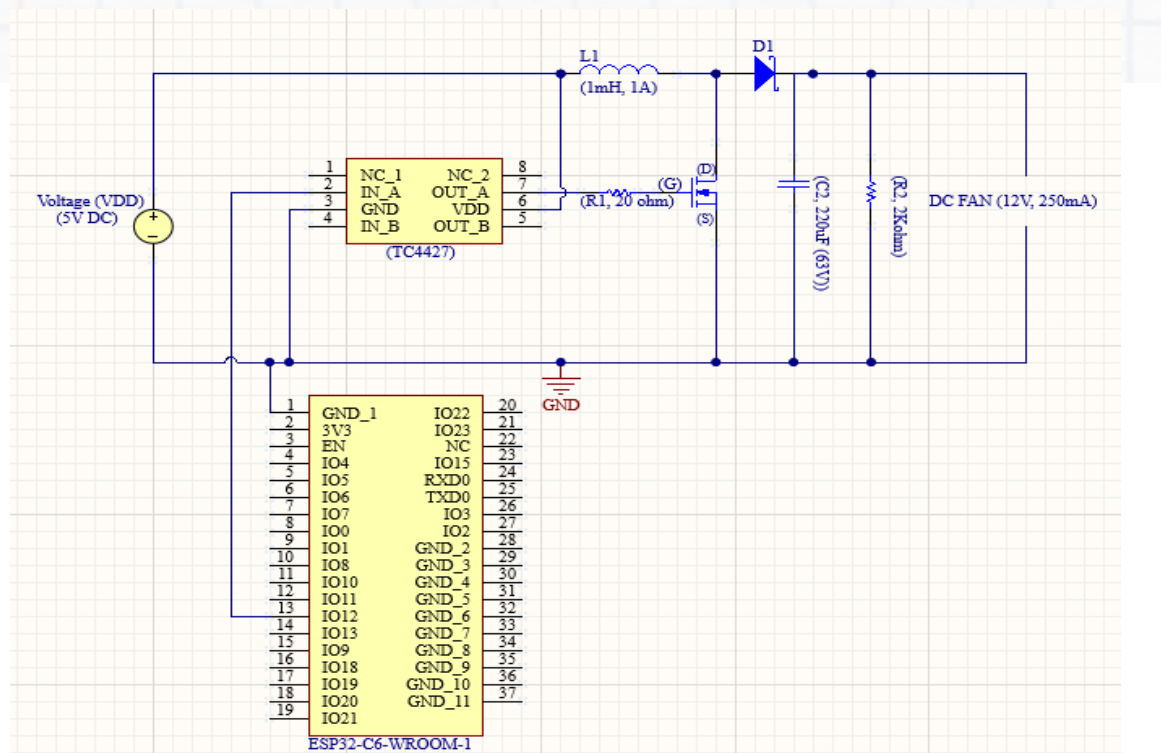 D1
L1
(1mH, 1A)
Voltage (VDD)
(5V DC)
1 NC_1 NC_2 8
2 IN_A OUT_A 7
3 GND VDD 6
4 IN_B OUT_B 5
(TC4427)
(R1, 20 ohm)
(G)
(D)
(S)
(C2, 220uF (63V))
(R2, 2Kohm)
DC FAN (12V, 250mA)
GND
1 GND_1 IO22 20
2 3V3 IO23 21
3 EN NC 22
4 IO4 IO15 23
5 IO5 RXD0 24
6 IO6 TXD0 25
7 IO7 IO3 26
8 IO0 IO2 27
9 IO1 GND_2 28
10 IO8 GND_3 29
11 IO10 GND_4 30
12 IO11 GND_5 31
13 IO12 GND_6 32
14 IO13 GND_7 33
15 IO9 GND_8 34
16 IO18 GND_9 35
17 IO19 GND_10 36
18 IO20 GND_11 37
19 IO21
ESP32-C6-WROOM-1